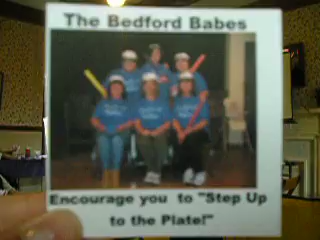 The Bedford Babes
Encourage you to "Step Up
to the Plate!"